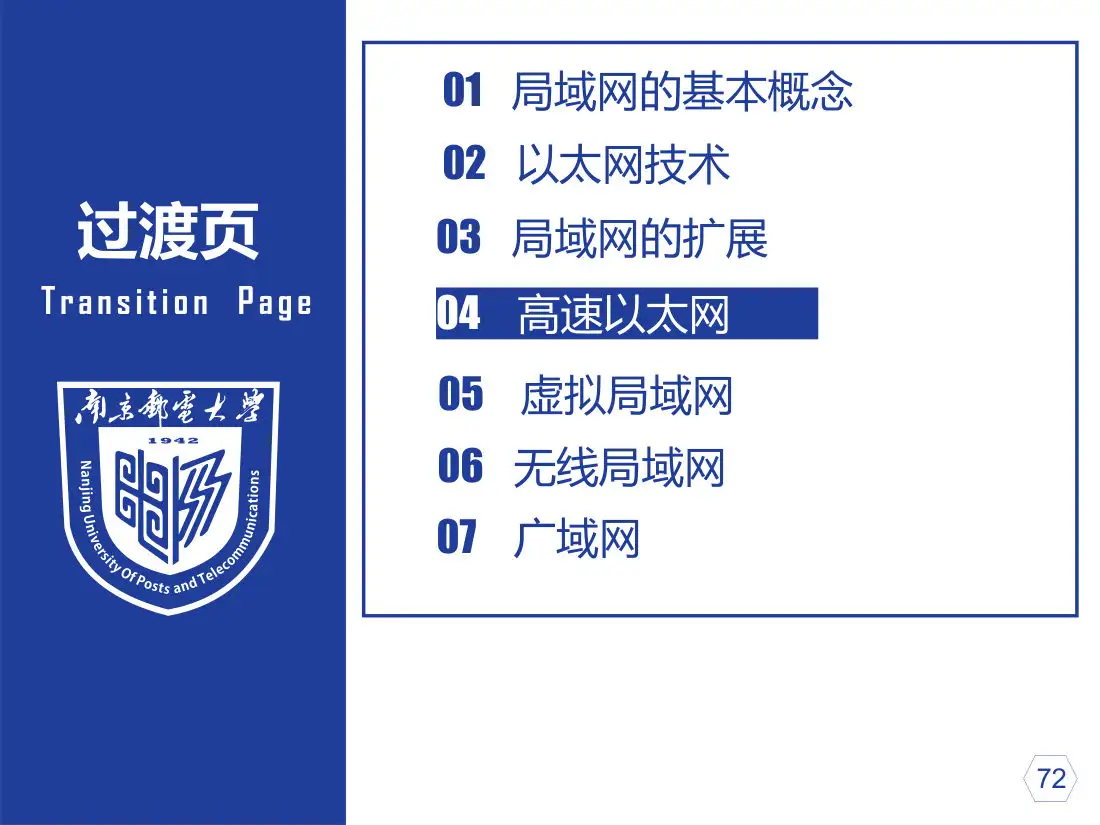 过渡页
Transition Page
南京郵電大學
1942
Nanjing University Of Posts and Telecommunications
01 局域网的基本概念
02 以太网技术
03 局域网的扩展
04 高速以太网
05 虚拟局域网
06 无线局域网
07 广域网
72